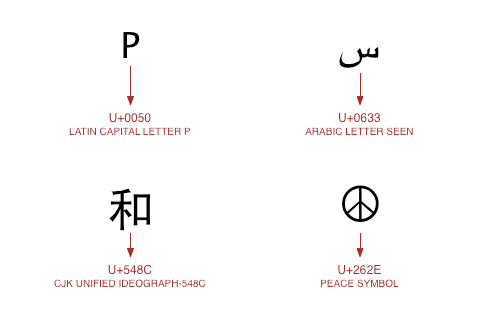 P
س
U+0050
U+0633
LATIN CAPITAL LETTER P
ARABIC LETTER SEEN
和
☮
U+548C
U+262E
CJK UNIFIED IDEOGRAPH-548C
PEACE SYMBOL